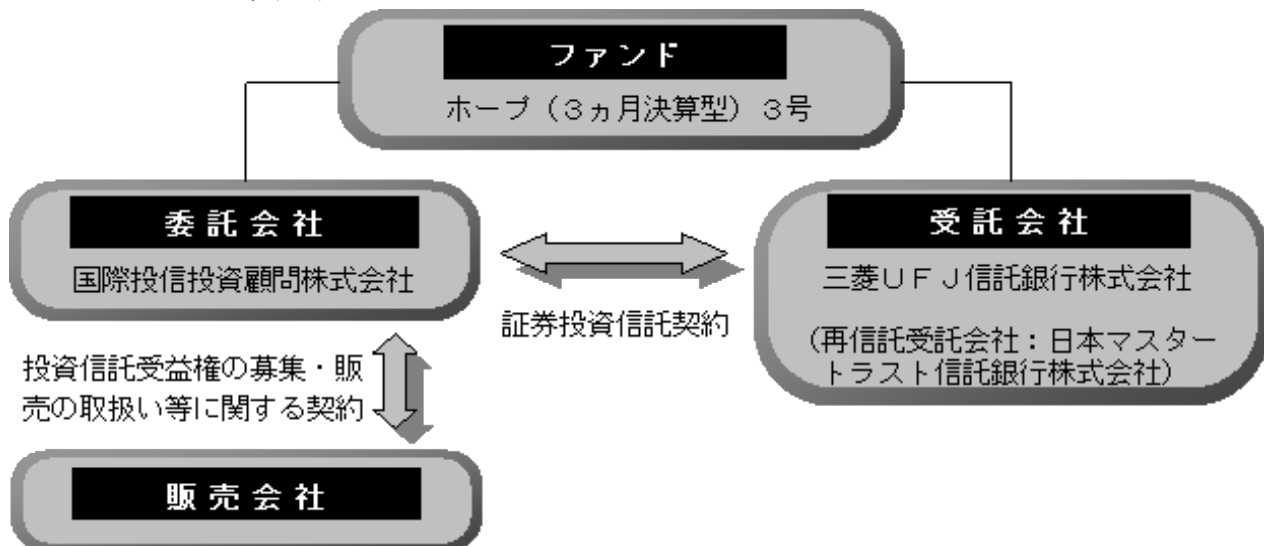 ファンド
ホープ（３ヵ月決算型）３号
委託会社
国際投信投資顧問株式会社
受託会社
三菱ＵＦＪ信託銀行株式会社
（再信託受託会社：日本マスター
トラスト信託銀行株式会社）
証券投資信託契約
投資信託受益権の募集・販
売の取扱い等に関する契約
販売会社